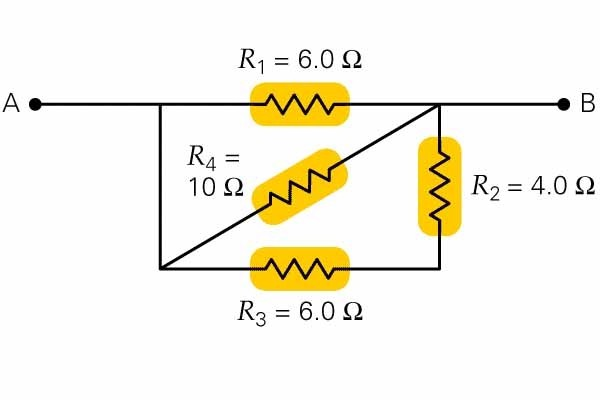 R₁ = 6.0 Ω
A
B
R₄ =
10 Ω
R₂ = 4.0 Ω
R₃ = 6.0 Ω